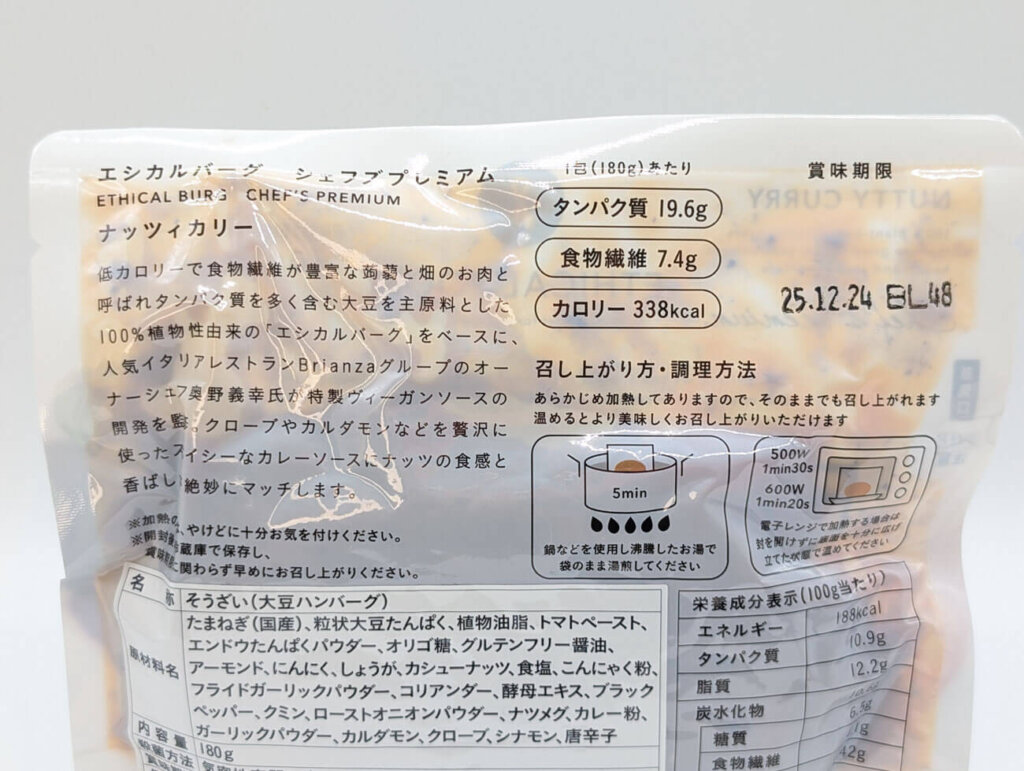 エシカルバーグ シェフズプレミアム
ETHICAL BURG CHEF'S PREMIUM
ナッツィカリー
低カロリーで食物繊維が豊富な蒟蒻と畑のお肉と
呼ばれタンパク質を多く含む大豆を主原料とした
100%植物性由来の「エシカルバーグ」をベースに、
人気イタリアレストランBrianzaグループのオー
ナーシェフ奥野義幸氏が特製ヴィーガンソースの
開発を監 、クローブやカルダモンなどを贅沢に
使ったス イシーなカレーソースにナッツの食感と
香ばし 絶妙にマッチします。
※加熱の 、やけどに十分お気を付けください。
※開封 蔵庫で保存し、
賞味期限 関わらず早めにお召し上がりください。
1包(180g)あたり
タンパク質 19.6g
食物繊維 7.4g
カロリー 338kcal
賞味期限
NUTTY CURRY
25.12.24 BL48
召し上がり方・調理方法
あらかじめ加熱してありますので、そのままでも召し上がれます
温めるとより美味しくお召し上がりいただけます
5min
鍋などを使用し沸騰したお湯で
袋のまま湯煎してください
500W
1min30s
600W
1min20s
電子レンジで加熱する場合は
封を開けずに底面を十分に広げ
立てた状態で温めてください
名称 そうざい(大豆ハンバーグ)
原材料名 たまねぎ(国産)、粒状大豆たんぱく、植物油脂、トマトペースト、
エンドウたんぱくパウダー、オリゴ糖、グルテンフリー醤油、
アーモンド、にんにく、しょうが、カシューナッツ、食塩、こんにゃく粉、
フライドガーリックパウダー、コリアンダー、酵母エキス、ブラック
ペッパー、クミン、ローストオニオンパウダー、ナツメグ、カレー粉、
ガーリックパウダー、カルダモン、クローブ、シナモン、唐辛子
内容量 180g
殺菌方法
栄養成分表示(100g当たり)
エネルギー 188kcal
タンパク質 10.9g
脂質 12.2g
炭水化物
糖質
食物繊維